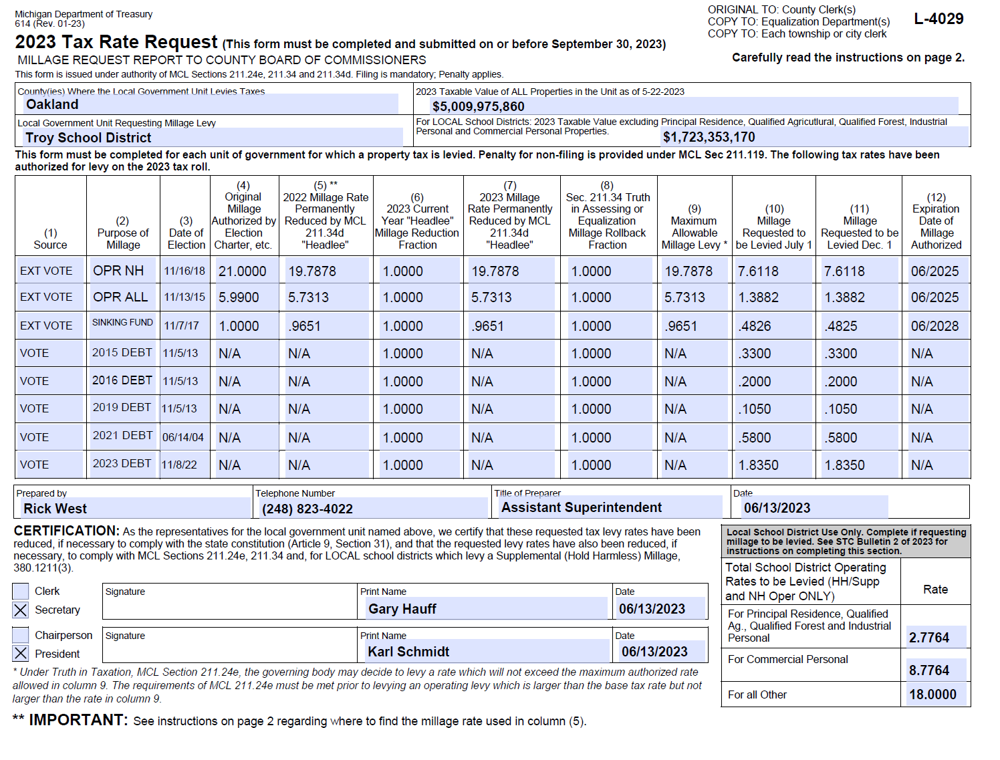 Michigan Department of Treasury
614 (Rev. 01-23)
ORIGINAL TO: County Clerk(s)
COPY TO: Equalization Department(s)
COPY TO: Each township or city clerk
L-4029
2023 Tax Rate Request (This form must be completed and submitted on or before September 30, 2023)
MILLAGE REQUEST REPORT TO COUNTY BOARD OF COMMISSIONERS
Carefully read the instructions on page 2.
This form is issued under authority of MCL Sections 211.24e, 211.34 and 211.34d. Filing is mandatory; Penalty applies.
County(ies) Where the Local Government Unit Levies Taxes
Oakland
2023 Taxable Value of ALL Properties in the Unit as of 5-22-2023
$5,009,975,860
Local Government Unit Requesting Millage Levy
Troy School District
For LOCAL School Districts: 2023 Taxable Value excluding Principal Residence, Qualified Agricutlural, Qualified Forest, Industrial
Personal and Commercial Personal Properties.
$1,723,353,170
This form must be completed for each unit of government for which a property tax is levied. Penalty for non-filing is provided under MCL Sec 211.119. The following tax rates have been
authorized for levy on the 2023 tax roll.
(1)
Source
(2)
Purpose of
Millage
(3)
Date of
Election
(4)
Original
Millage
Authorized by
Election
Charter, etc.
(5) **
2022 Millage Rate
Permanently
Reduced by MCL
211.34d
"Headlee"
(6)
2023 Current
Year "Headlee"
Millage Reduction
Fraction
(7)
2023 Millage
Rate Permanently
Reduced by MCL
211.34d
"Headlee"
(8)
Sec. 211.34 Truth
in Assessing or
Equalization
Millage Rollback
Fraction
(9)
Maximum
Allowable
Millage Levy *
(10)
Millage
Requested to
be Levied July 1
(11)
Millage
Requested to be
Levied Dec. 1
(12)
Expiration
Date of
Millage
Authorized
EXT VOTE OPR NH 11/16/18 21.0000 19.7878 1.0000 19.7878 1.0000 19.7878 7.6118 7.6118 06/2025
EXT VOTE OPR ALL 11/13/15 5.9900 5.7313 1.0000 5.7313 1.0000 5.7313 1.3882 1.3882 06/2025
EXT VOTE SINKING FUND 11/7/17 1.0000 .9651 1.0000 .9651 1.0000 .9651 .4826 .4825 06/2028
VOTE 2015 DEBT 11/5/13 N/A N/A 1.0000 N/A 1.0000 N/A .3300 .3300 N/A
VOTE 2016 DEBT 11/5/13 N/A N/A 1.0000 N/A 1.0000 N/A .2000 .2000 N/A
VOTE 2019 DEBT 11/5/13 N/A N/A 1.0000 N/A 1.0000 N/A .1050 .1050 N/A
VOTE 2021 DEBT 06/14/04 N/A N/A 1.0000 N/A 1.0000 N/A .5800 .5800 N/A
VOTE 2023 DEBT 11/8/22 N/A N/A 1.0000 N/A 1.0000 N/A 1.8350 1.8350 N/A
Prepared by
Rick West
Telephone Number
(248) 823-4022
Title of Preparer
Assistant Superintendent
Date
06/13/2023
CERTIFICATION: As the representatives for the local government unit named above, we certify that these requested tax levy rates have been
reduced, if necessary to comply with the state constitution (Article 9, Section 31), and that the requested levy rates have also been reduced, if
necessary, to comply with MCL Sections 211.24e, 211.34 and, for LOCAL school districts which levy a Supplemental (Hold Harmless) Millage,
380.1211(3).
Clerk
Secretary
Signature
Print Name
Gary Hauff
Date
06/13/2023
Chairperson
President
Signature
Print Name
Karl Schmidt
Date
06/13/2023
* Under Truth in Taxation, MCL Section 211.24e, the governing body may decide to levy a rate which will not exceed the maximum authorized rate
allowed in column 9. The requirements of MCL 211.24e must be met prior to levying an operating levy which is larger than the base tax rate but not
larger than the rate in column 9.
** IMPORTANT: See instructions on page 2 regarding where to find the millage rate used in column (5).
Local School District Use Only. Complete if requesting
millage to be levied. See STC Bulletin 2 of 2023 for
instructions on completing this section.
Total School District Operating
Rates to be Levied (HH/Supp
and NH Oper ONLY)
Rate
For Principal Residence, Qualified
Ag., Qualified Forest and Industrial
Personal
2.7764
For Commercial Personal
8.7764
For all Other
18.0000